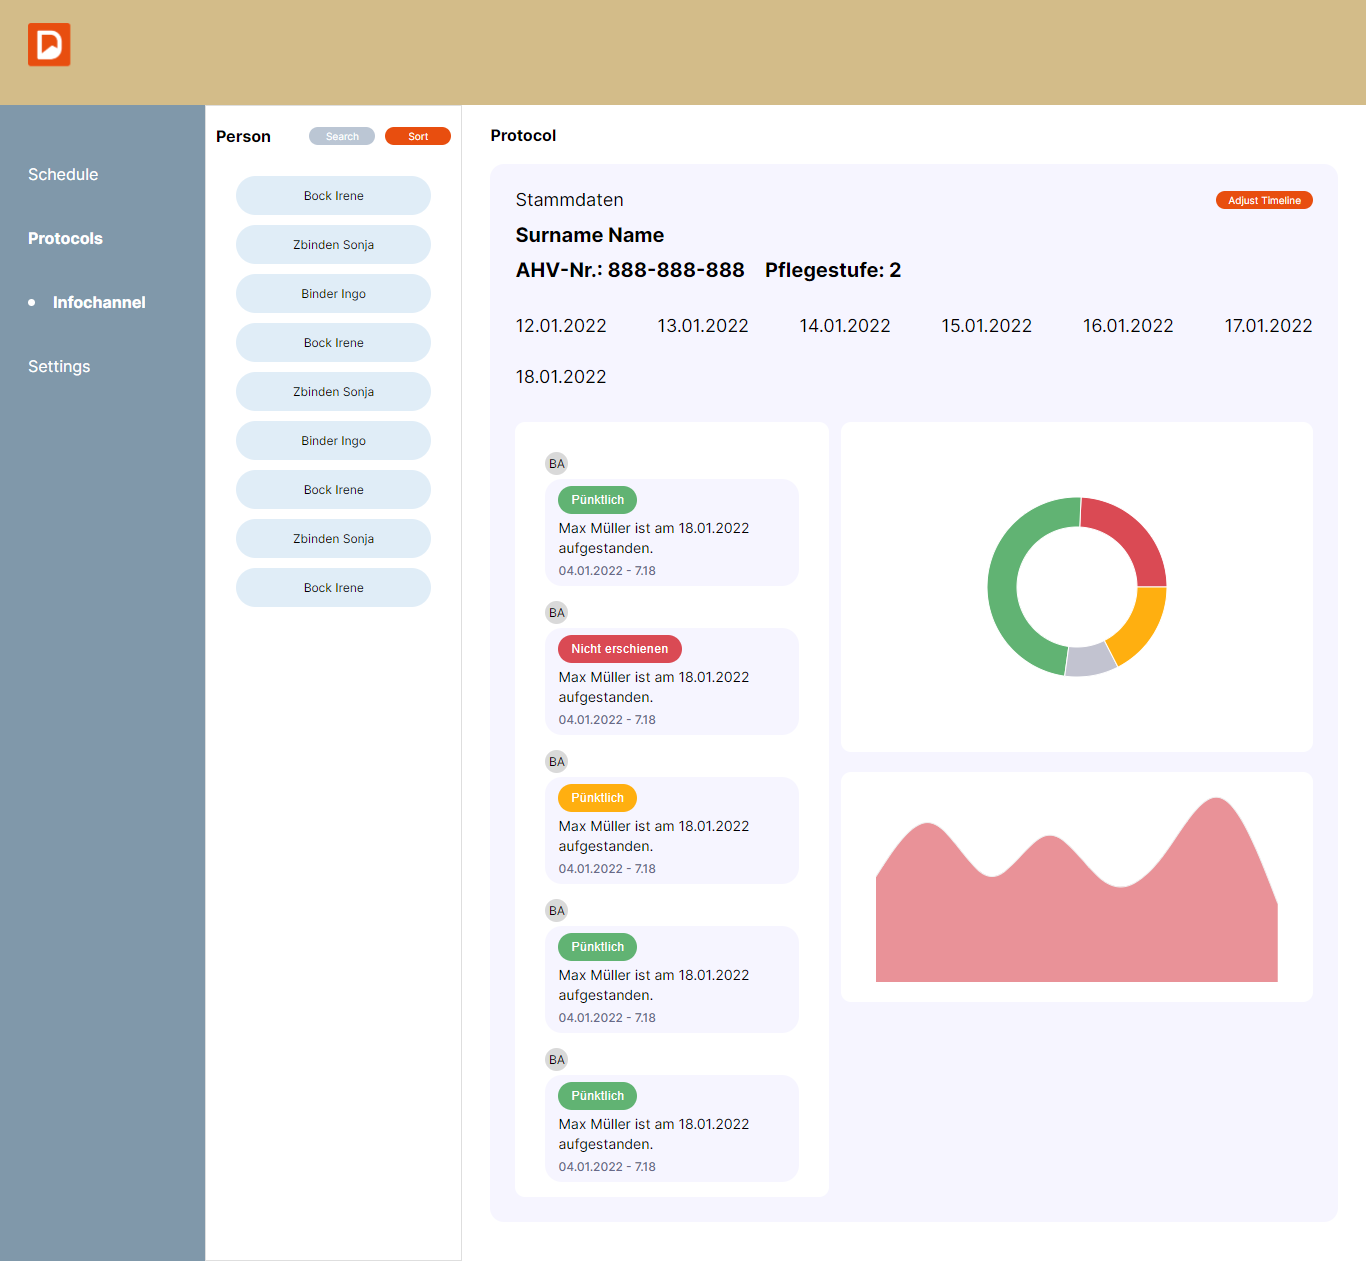 D
Schedule
Protocols
Infochannel
Settings
Person
Search
Sort
Bock Irene
Zbinden Sonja
Binder Ingo
Bock Irene
Zbinden Sonja
Binder Ingo
Bock Irene
Zbinden Sonja
Bock Irene
Protocol
Stammdaten
Adjust Timeline
Surname Name
AHV-Nr.: 888-888-888 Pflegestufe: 2
12.01.2022 13.01.2022 14.01.2022 15.01.2022 16.01.2022 17.01.2022
18.01.2022
BA
Pünktlich
Max Müller ist am 18.01.2022
aufgestanden.
04.01.2022 - 7.18
BA
Nicht erschienen
Max Müller ist am 18.01.2022
aufgestanden.
04.01.2022 - 7.18
BA
Pünktlich
Max Müller ist am 18.01.2022
aufgestanden.
04.01.2022 - 7.18
BA
Pünktlich
Max Müller ist am 18.01.2022
aufgestanden.
04.01.2022 - 7.18
BA
Pünktlich
Max Müller ist am 18.01.2022
aufgestanden.
04.01.2022 - 7.18